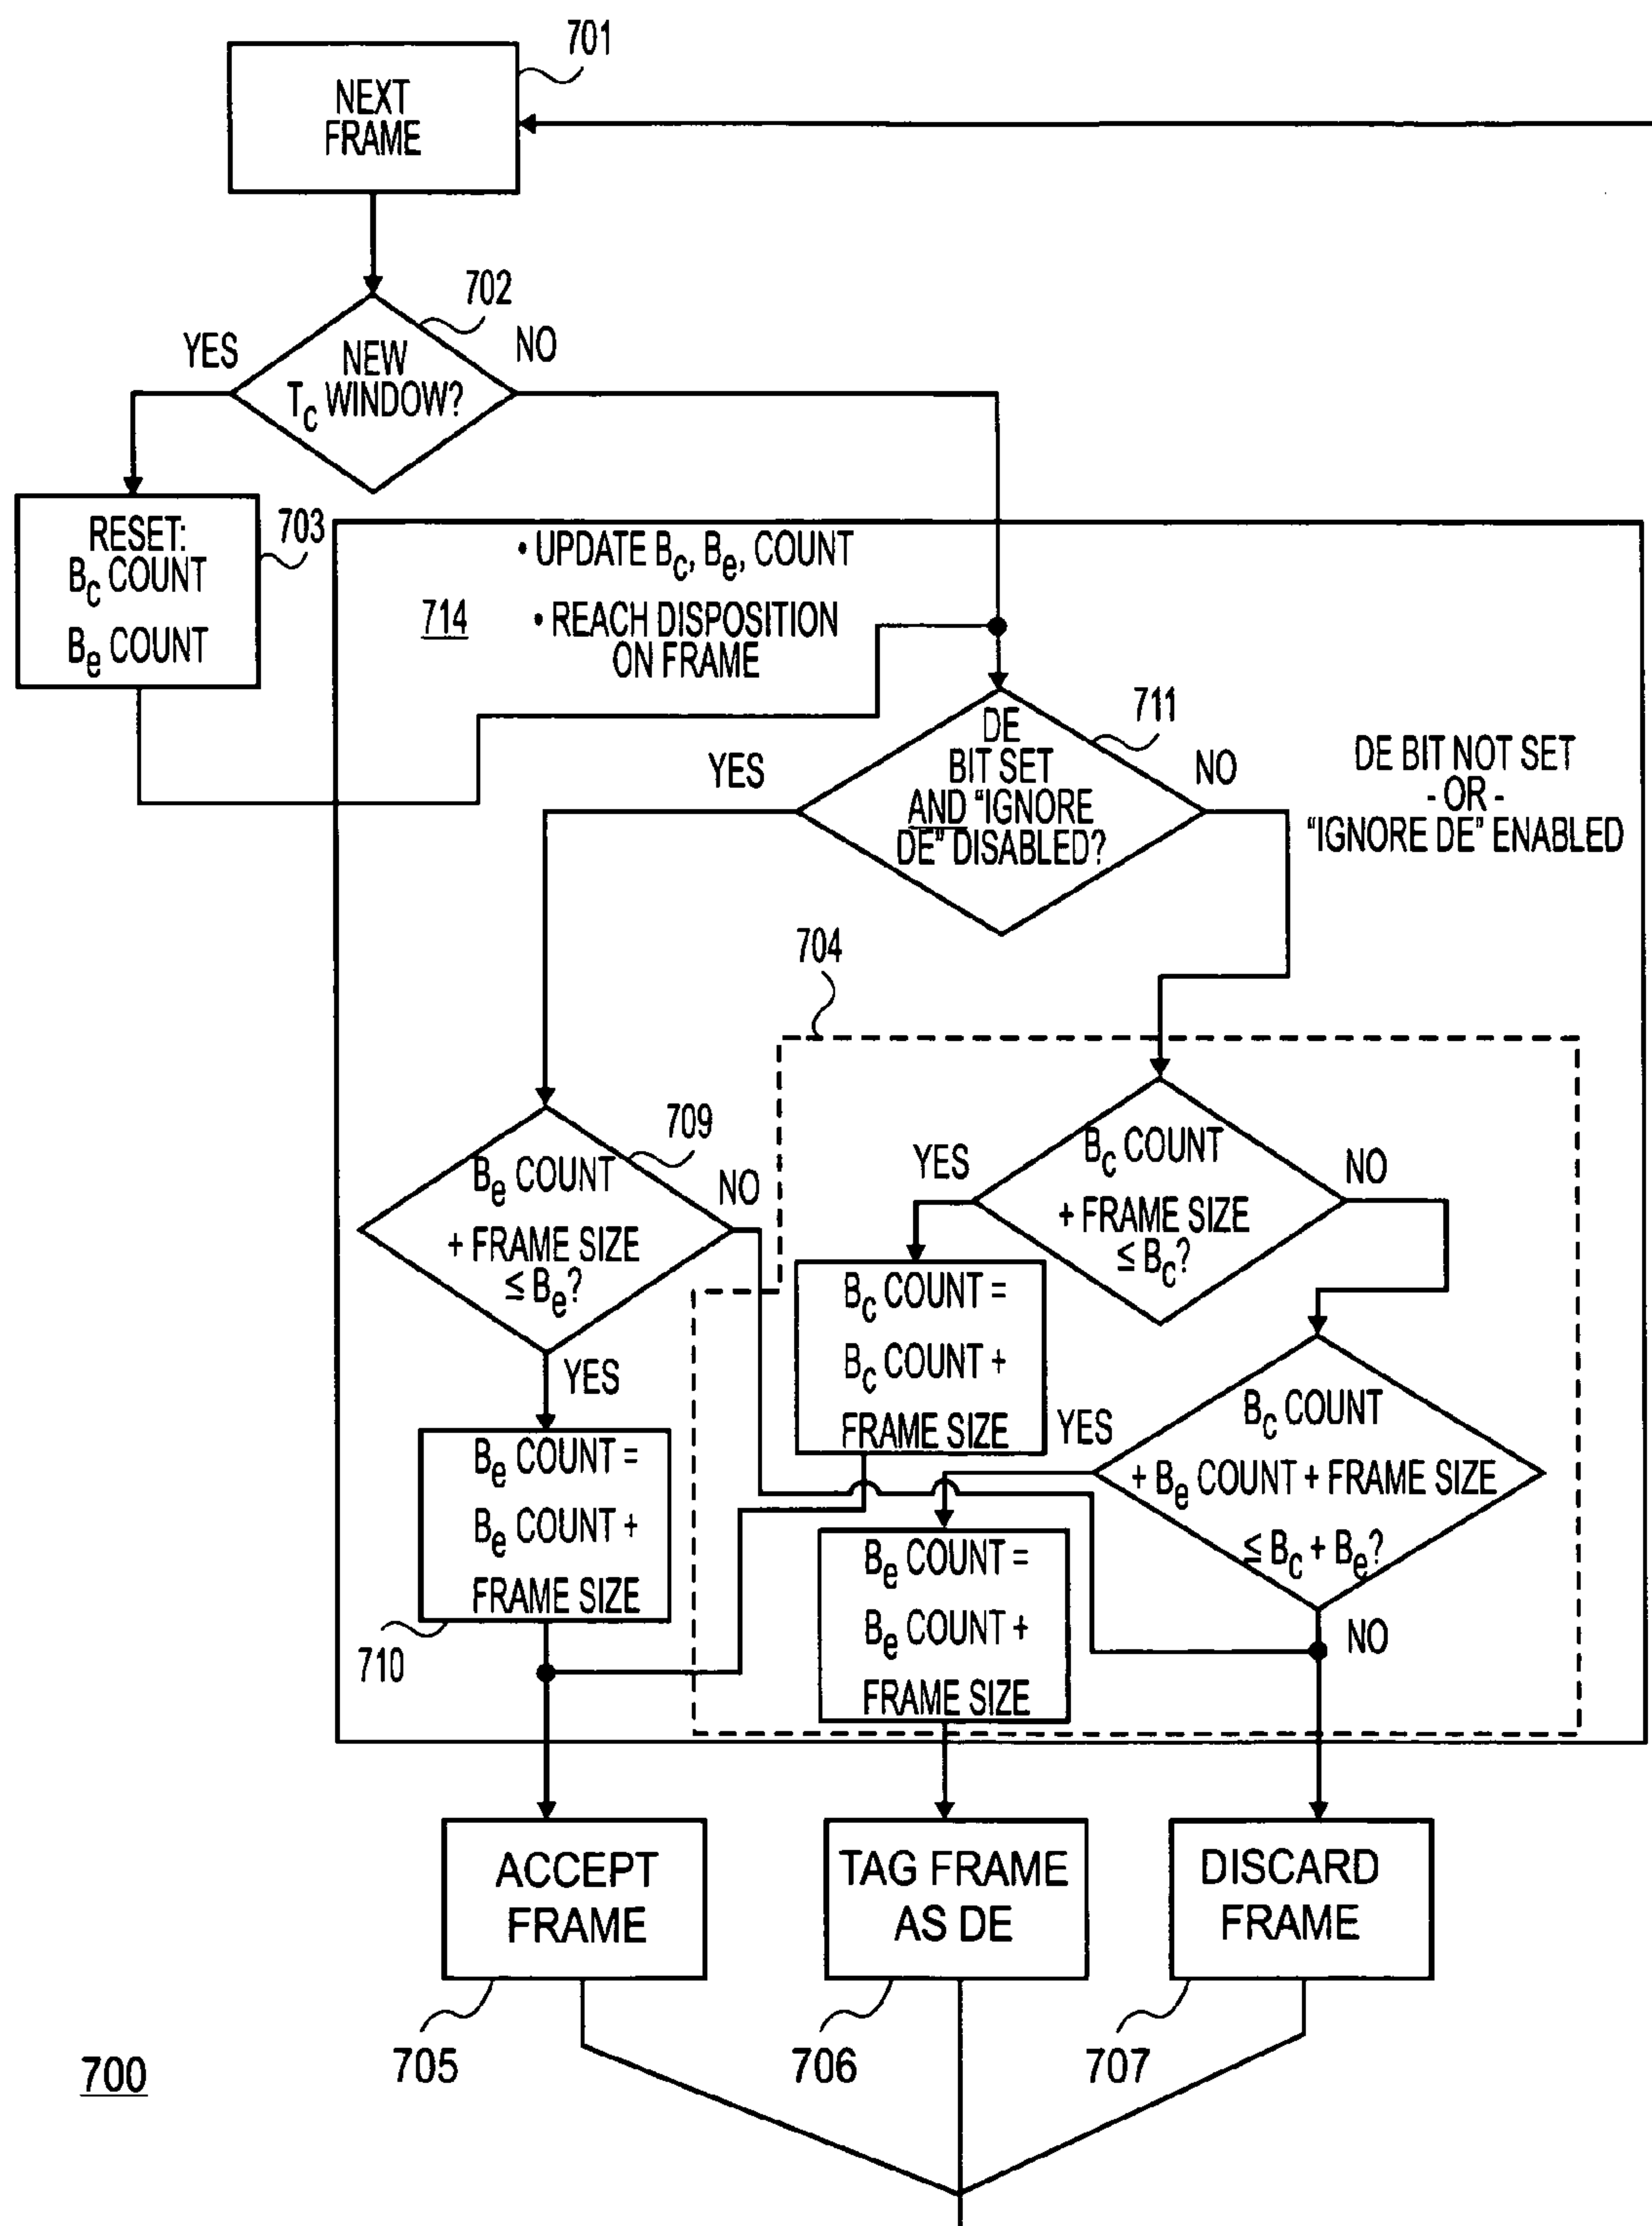 701
NEXT
FRAME
702
YES
NO
NEW
Tc WINDOW?
703
RESET:
Bc COUNT
Be COUNT
714
• UPDATE Bc, Be, COUNT
• REACH DISPOSITION
ON FRAME
711
YES
NO
DE
BIT SET
AND "IGNORE
DE" DISABLED?
DE BIT NOT SET
- OR -
"IGNORE DE" ENABLED
704
709
Be COUNT
+ FRAME SIZE
≤ Be?
NO
YES
YES
Bc COUNT
+ FRAME SIZE
≤ Bc?
NO
Bc COUNT =
Bc COUNT +
FRAME SIZE
YES
Bc COUNT
+ Be COUNT + FRAME SIZE
≤ Bc + Be?
NO
Be COUNT =
Be COUNT +
FRAME SIZE
710
Be COUNT =
Be COUNT +
FRAME SIZE
ACCEPT
FRAME
TAG FRAME
AS DE
DISCARD
FRAME
705
706
707
700